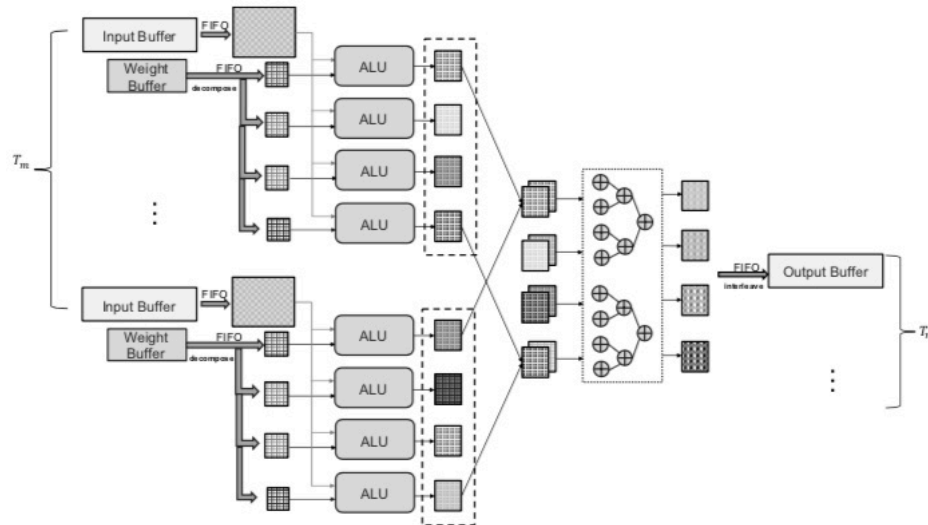 Input Buffer
FIFO
Weight
Buffer
FIFO
decompose
ALU
ALU
ALU
ALU
Tm
Input Buffer
FIFO
Weight
Buffer
FIFO
decompose
ALU
ALU
ALU
ALU
FIFO
interleave
Output Buffer